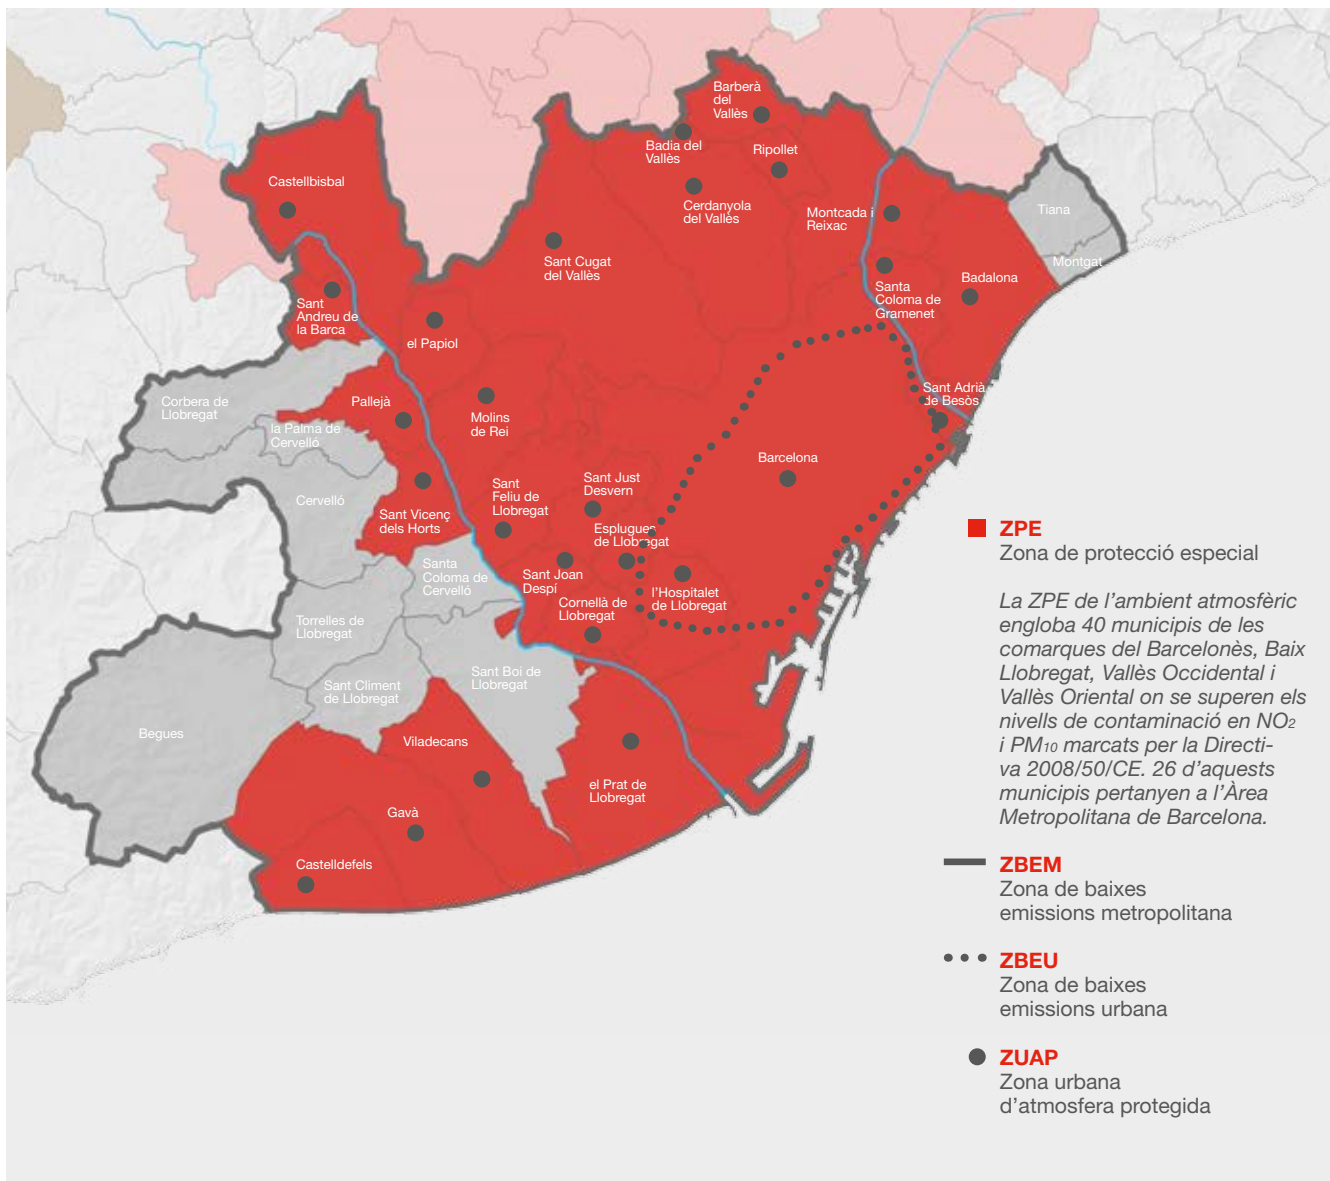 Barberà
del
Vallès
Badia del
Vallès
Ripollet
Castellbisbal
Cerdanyola
del Vallès
Montcada i
Reixac
Tiana
Montgat
Sant Cugat
del Vallès
Badalona
Santa
Coloma de
Gramenet
Sant
Andreu de
la Barca
el Papiol
Sant Adrià
de Besòs
Corbera de
Llobregat
Pallejà
Molins
de Rei
la Palma de
Cervelló
Barcelona
Cervelló
Sant Vicenç
dels Horts
Sant
Feliu de
Llobregat
Sant Just
Desvern
Esplugues
de Llobregat
Santa
Coloma de
Cervelló
Sant Joan
Despí
l'Hospitalet
de Llobregat
Cornellà de
Llobregat
Torrelles de
Llobregat
Sant Climent
de Llobregat
Sant Boi de
Llobregat
Begues
Viladecans
el Prat de
Llobregat
Gavà
Castelldefels
ZPE
Zona de protecció especial
La ZPE de l'ambient atmosfèric
engloba 40 municipis de les
comarques del Barcelonès, Baix
Llobregat, Vallès Occidental i
Vallès Oriental on se superen els
nivells de contaminació en NO2
i PM10 marcats per la Directi-
va 2008/50/CE. 26 d'aquests
municipis pertanyen a l'Àrea
Metropolitana de Barcelona.
ZBEM
Zona de baixes
emissions metropolitana
ZBEU
Zona de baixes
emissions urbana
ZUAP
Zona urbana
d'atmosfera protegida